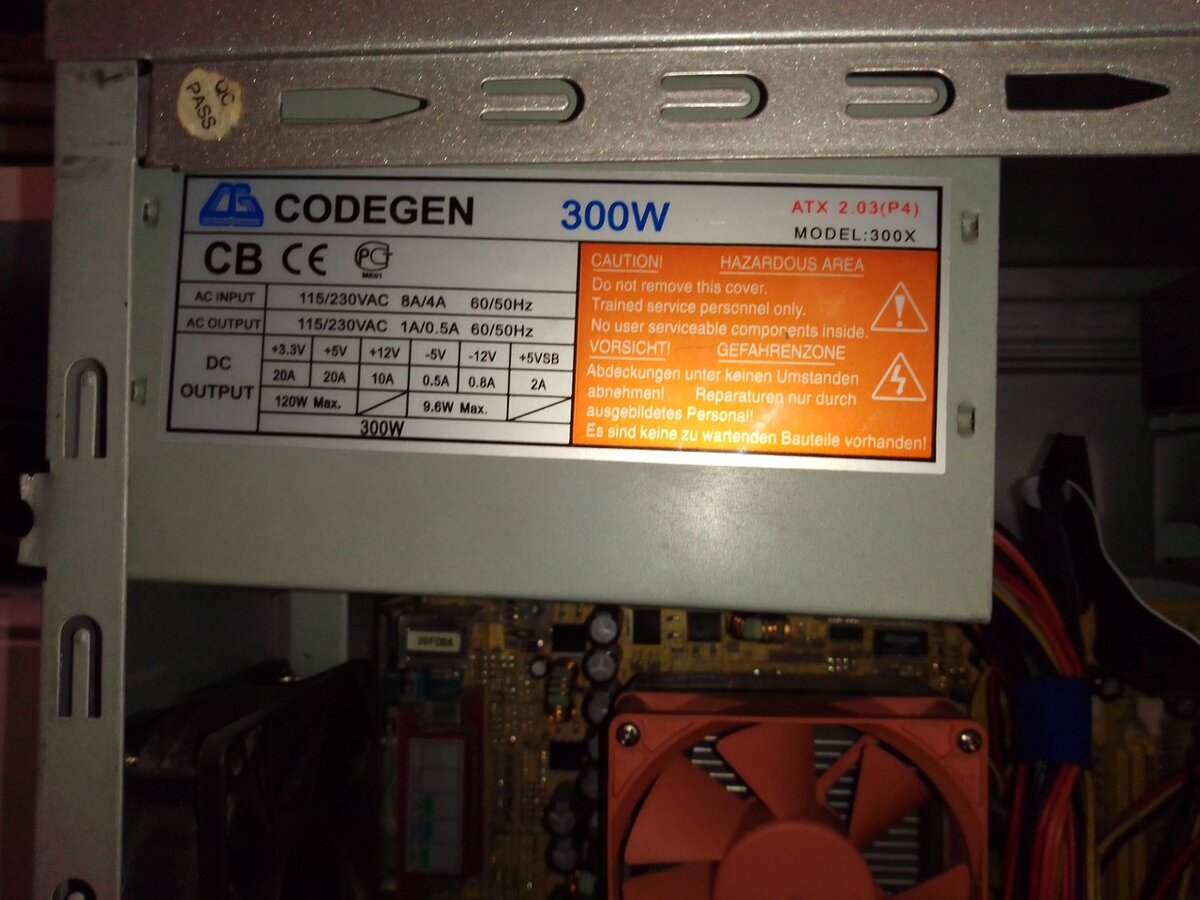 QC
PASS
CODEGEN 300W ATX 2.03(P4)
MODEL:300X
CB CE PCT
ME01
AC INPUT 115/230VAC 8A/4A 60/50Hz
AC OUTPUT 115/230VAC 1A/0.5A 60/50Hz
DC OUTPUT
+3.3V +5V +12V -5V -12V +5VSB
20A 20A 10A 0.5A 0.8A 2A
120W Max. 9.6W Max.
300W
CAUTION! HAZARDOUS AREA
Do not remove this cover.
Trained service personnel only.
No user serviceable components inside.
VORSICHT! GEFAHRENZONE
Abdeckungen unter keinen Umstanden
abnehmen! Reparaturen nur durch
ausgebildetes Personal!
Es sind keine zu wartenden Bauteile vorhanden!
20FD8A